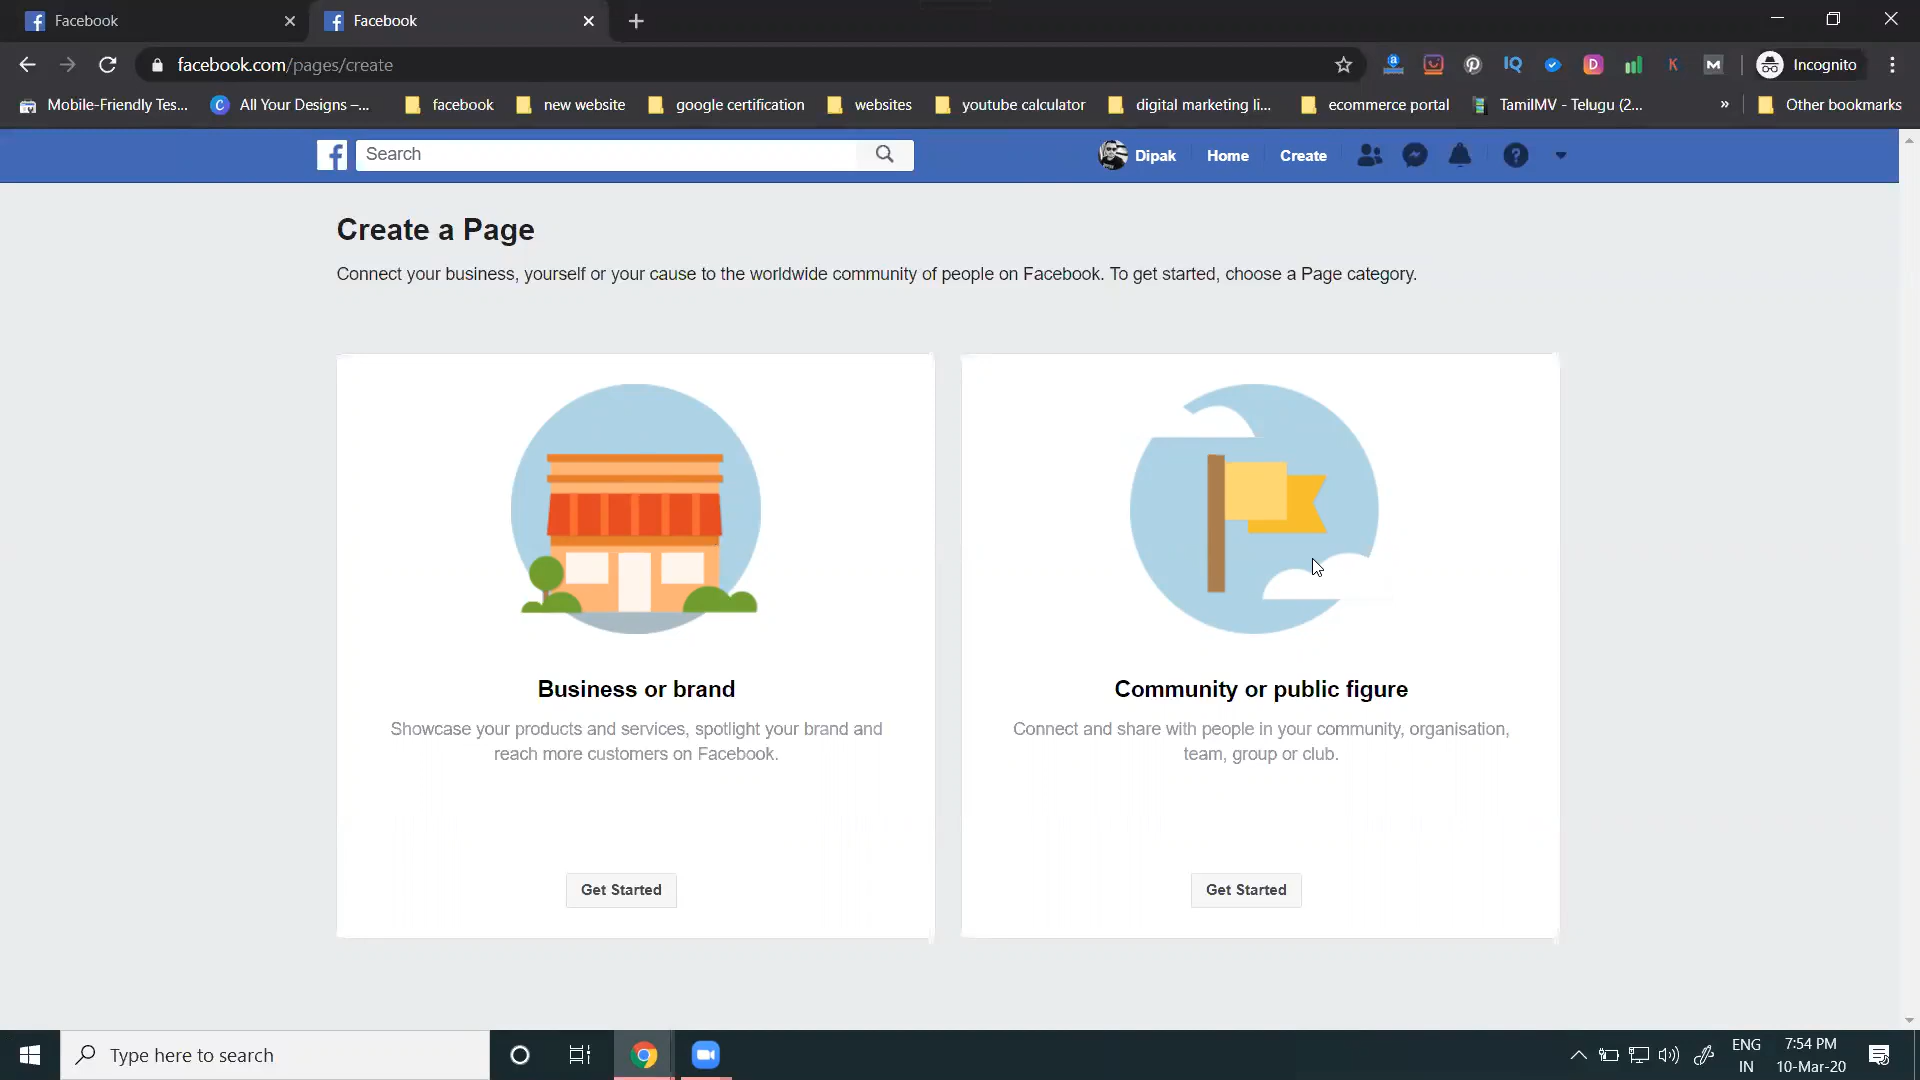 Facebook
Facebook
facebook.com/pages/create
Incognito
Mobile-Friendly Tes...
All Your Designs –...
facebook
new website
google certification
websites
youtube calculator
digital marketing li...
ecommerce portal
TamilMV - Telugu (2...
»
Other bookmarks
Search
Dipak
Home
Create
Create a Page
Connect your business, yourself or your cause to the worldwide community of people on Facebook. To get started, choose a Page category.
Business or brand
Showcase your products and services, spotlight your brand and
reach more customers on Facebook.
Get Started
Community or public figure
Connect and share with people in your community, organisation,
team, group or club.
Get Started
Type here to search
ENG
IN
7:54 PM
10-Mar-20